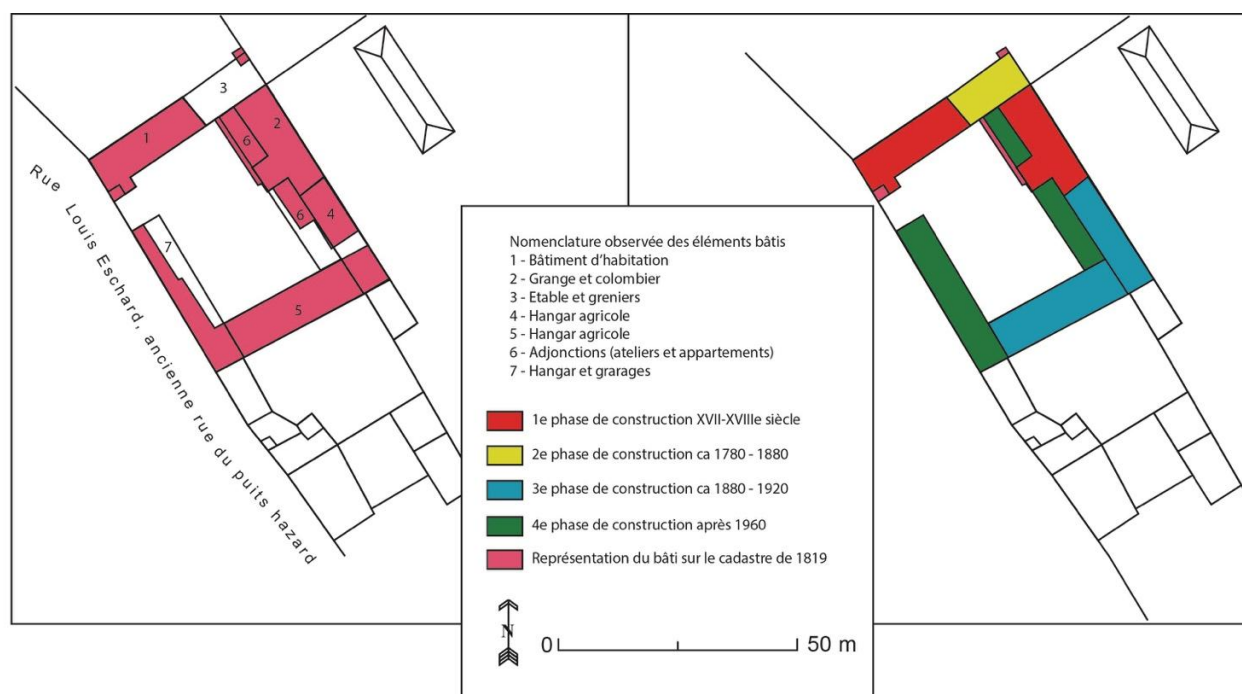 3
1
2
6
6
4
7
5
Rue Louis Eschard, ancienne rue du puits hazard
Nomenclature observée des éléments bâtis
1 - Bâtiment d'habitation
2 - Grange et colombier
3 - Etable et greniers
4 - Hangar agricole
5 - Hangar agricole
6 - Adjonctions (ateliers et appartements)
7 - Hangar et grarages
1e phase de construction XVII-XVIIIe siècle
2e phase de construction ca 1780 - 1880
3e phase de construction ca 1880 - 1920
4e phase de construction après 1960
Représentation du bâti sur le cadastre de 1819
N
0 50 m